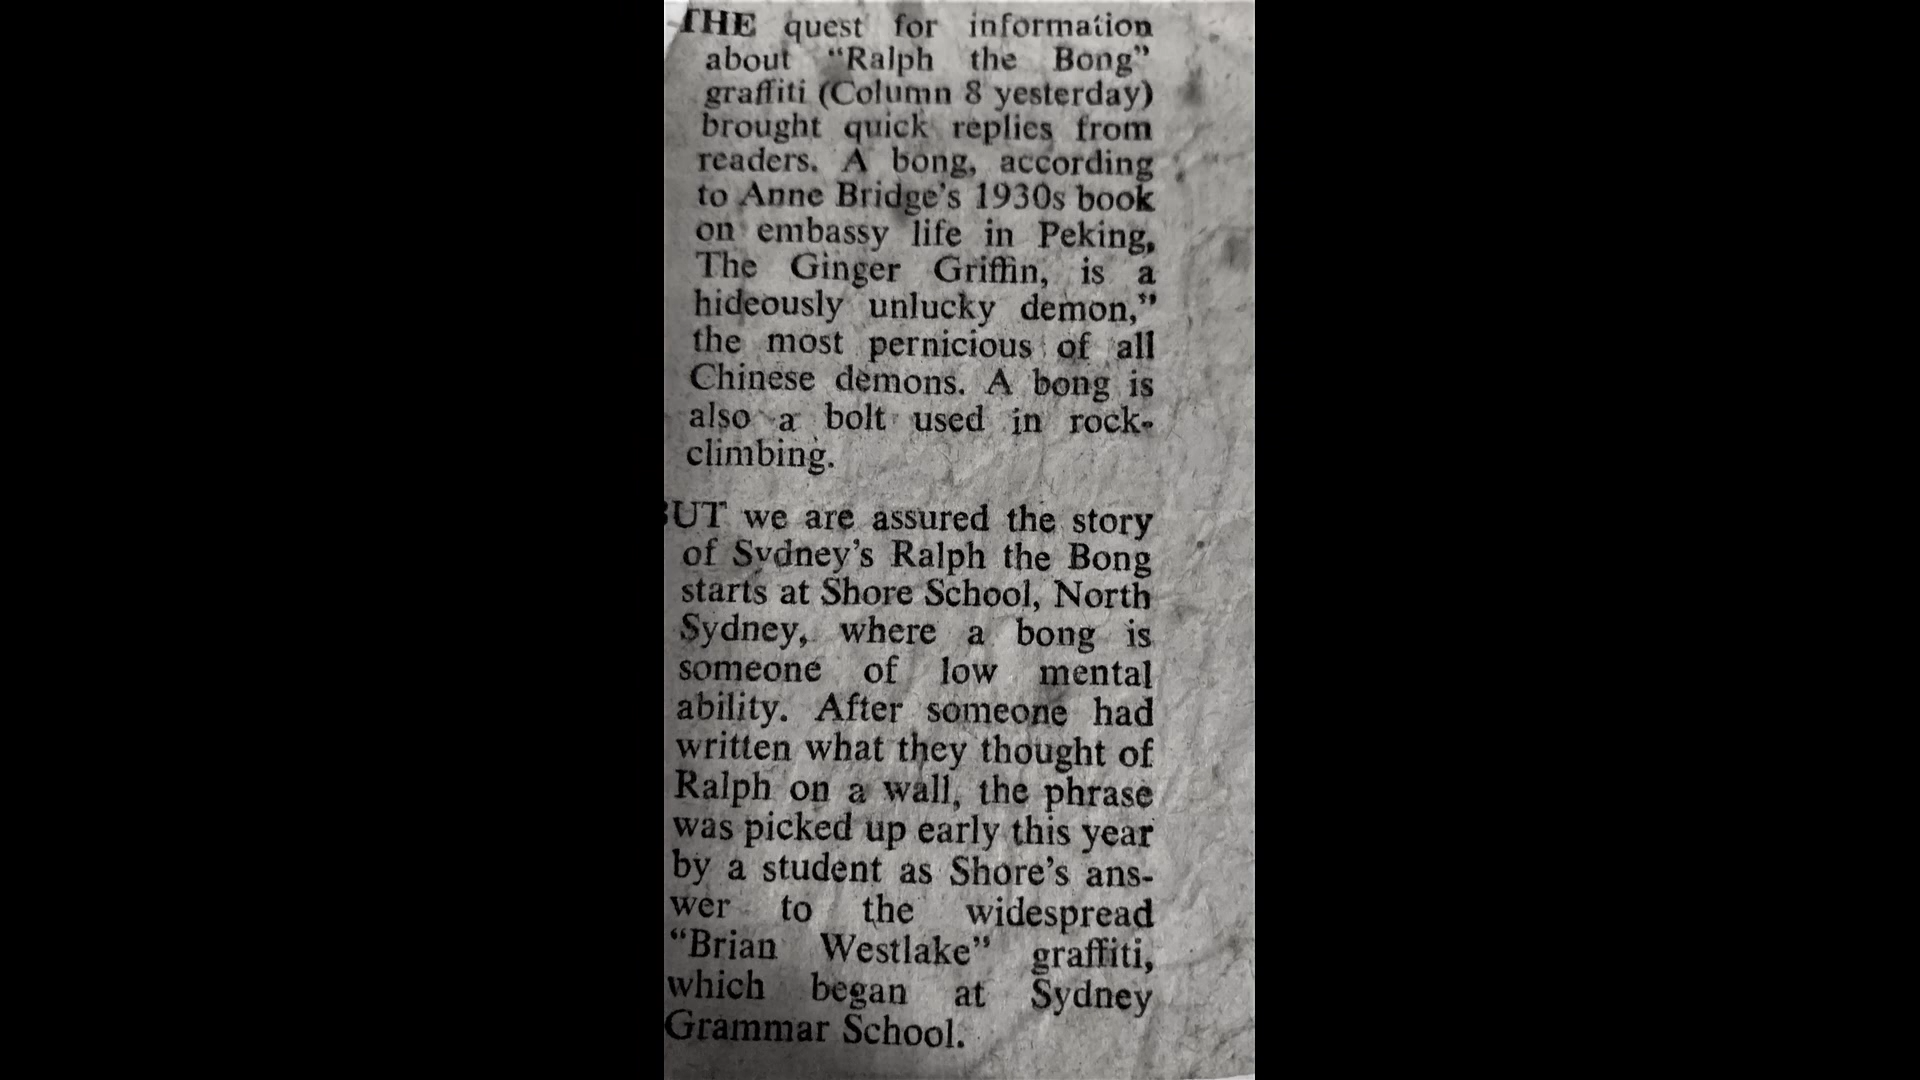 THE quest for information
about “Ralph the Bong”
graffiti (Column 8 yesterday)
brought quick replies from
readers. A bong, according
to Anne Bridge’s 1930s book
on embassy life in Peking,
The Ginger Griffin, is a
hideously unlucky demon,”
the most pernicious of all
Chinese demons. A bong is
also a bolt used in rock-
climbing.
BUT we are assured the story
of Sydney’s Ralph the Bong
starts at Shore School, North
Sydney, where a bong is
someone of low mental
ability. After someone had
written what they thought of
Ralph on a wall, the phrase
was picked up early this year
by a student as Shore’s ans-
wer to the widespread
“Brian Westlake” graffiti,
which began at Sydney
Grammar School.